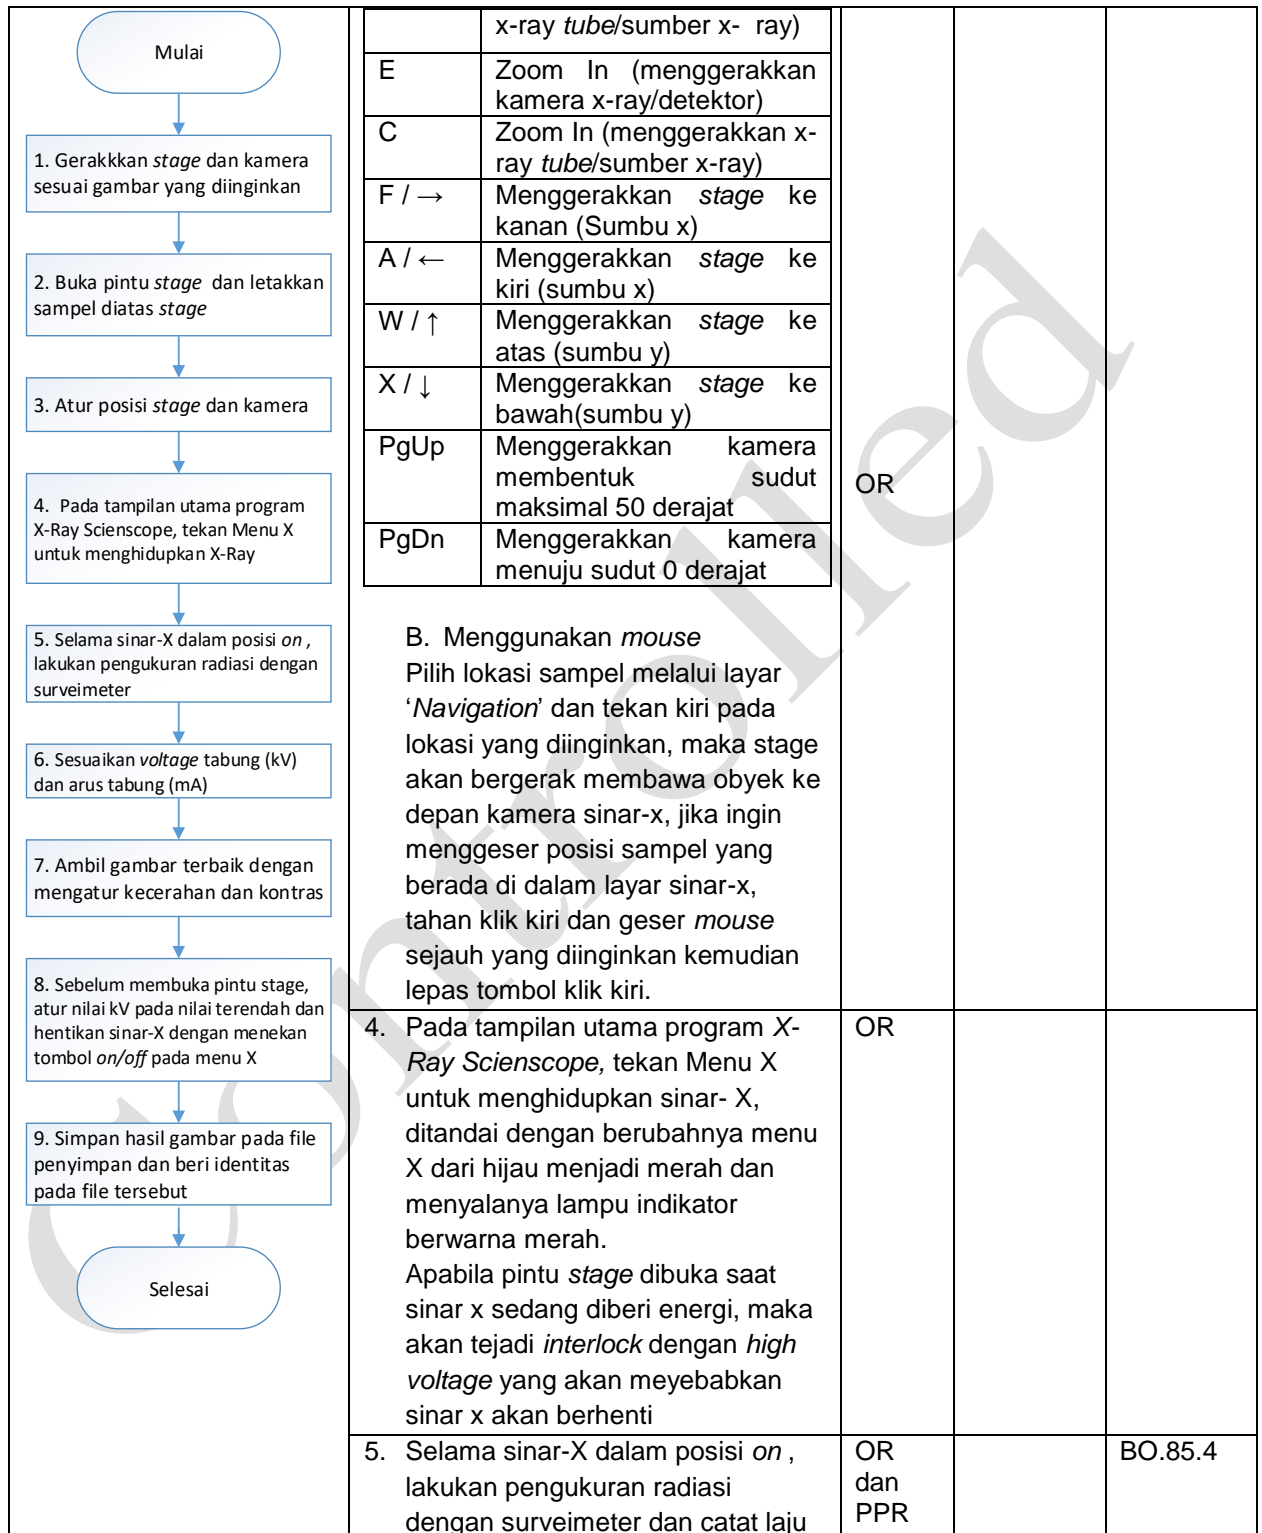 Mulai
1. Gerakkkan stage dan kamera
sesuai gambar yang diinginkan
2. Buka pintu stage dan letakkan
sampel diatas stage
3. Atur posisi stage dan kamera
4. Pada tampilan utama program
X-Ray Scienscope, tekan Menu X
untuk menghidupkan X-Ray
5. Selama sinar-X dalam posisi on ,
lakukan pengukuran radiasi dengan
surveimeter
6. Sesuaikan voltage tabung (kV)
dan arus tabung (mA)
7. Ambil gambar terbaik dengan
mengatur kecerahan dan kontras
8. Sebelum membuka pintu stage,
atur nilai kV pada nilai terendah dan
hentikan sinar-X dengan menekan
tombol on/off pada menu X
9. Simpan hasil gambar pada file
penyimpan dan beri identitas
pada file tersebut
Selesai
x-ray tube/sumber x- ray)
E Zoom In (menggerakkan
kamera x-ray/detektor)
C Zoom In (menggerakkan x-
ray tube/sumber x-ray)
F / → Menggerakkan stage ke
kanan (Sumbu x)
A / ← Menggerakkan stage ke
kiri (sumbu x)
W / ↑ Menggerakkan stage ke
atas (sumbu y)
X / ↓ Menggerakkan stage ke
bawah(sumbu y)
PgUp Menggerakkan kamera
membentuk sudut
maksimal 50 derajat
PgDn Menggerakkan kamera
menuju sudut 0 derajat
OR
B. Menggunakan mouse
Pilih lokasi sampel melalui layar
‘Navigation’ dan tekan kiri pada
lokasi yang diinginkan, maka stage
akan bergerak membawa obyek ke
depan kamera sinar-x, jika ingin
menggeser posisi sampel yang
berada di dalam layar sinar-x,
tahan klik kiri dan geser mouse
sejauh yang diinginkan kemudian
lepas tombol klik kiri.
4. Pada tampilan utama program X-
Ray Scienscope, tekan Menu X
untuk menghidupkan sinar- X,
ditandai dengan berubahnya menu
X dari hijau menjadi merah dan
menyalanya lampu indikator
berwarna merah.
Apabila pintu stage dibuka saat
sinar x sedang diberi energi, maka
akan tejadi interlock dengan high
voltage yang akan meyebabkan
sinar x akan berhenti
OR
5. Selama sinar-X dalam posisi on ,
lakukan pengukuran radiasi
dengan surveimeter dan catat laju
OR
dan
PPR
BO.85.4
Controlled